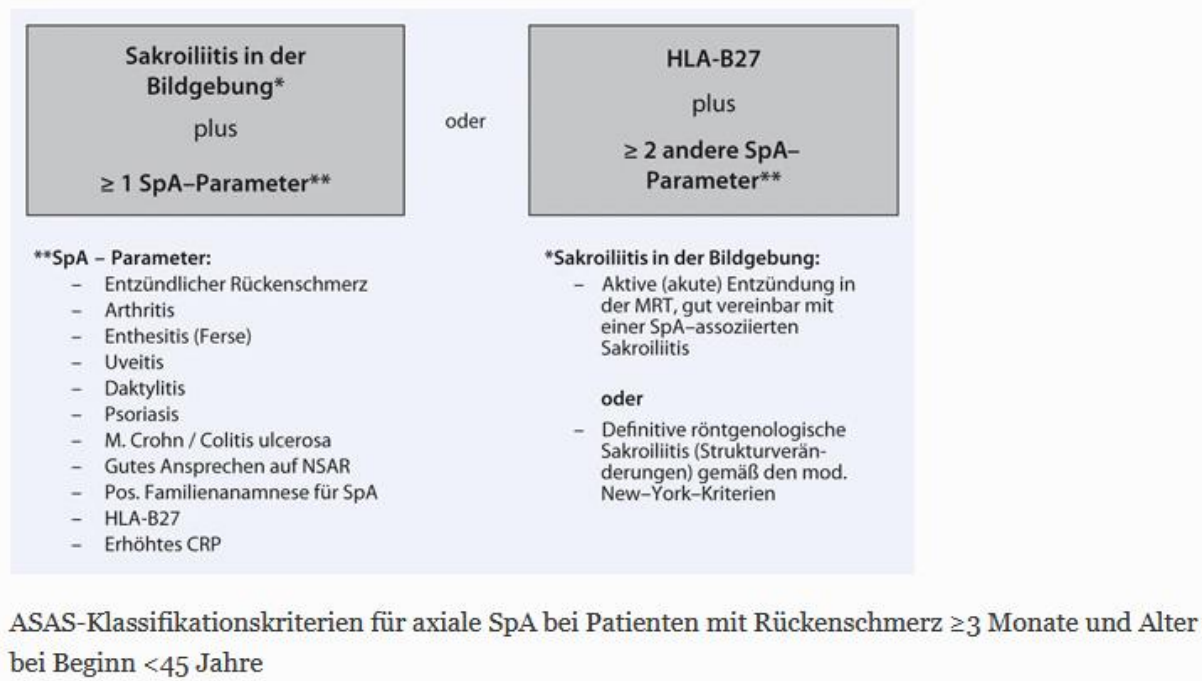 Sakroiliitis in der
Bildgebung*
plus
≥ 1 SpA–Parameter**
oder
HLA-B27
plus
≥ 2 andere SpA–
Parameter**
**SpA – Parameter:
– Entzündlicher Rückenschmerz
– Arthritis
– Enthesitis (Ferse)
– Uveitis
– Daktylitis
– Psoriasis
– M. Crohn / Colitis ulcerosa
– Gutes Ansprechen auf NSAR
– Pos. Familienanamnese für SpA
– HLA-B27
– Erhöhtes CRP
*Sakroiliitis in der Bildgebung:
– Aktive (akute) Entzündung in
der MRT, gut vereinbar mit
einer SpA–assoziierten
Sakroiliitis
oder
– Definitive röntgenologische
Sakroiliitis (Strukturverän-
derungen) gemäß den mod.
New–York–Kriterien
ASAS-Klassifikationskriterien für axiale SpA bei Patienten mit Rückenschmerz ≥3 Monate und Alter
bei Beginn <45 Jahre